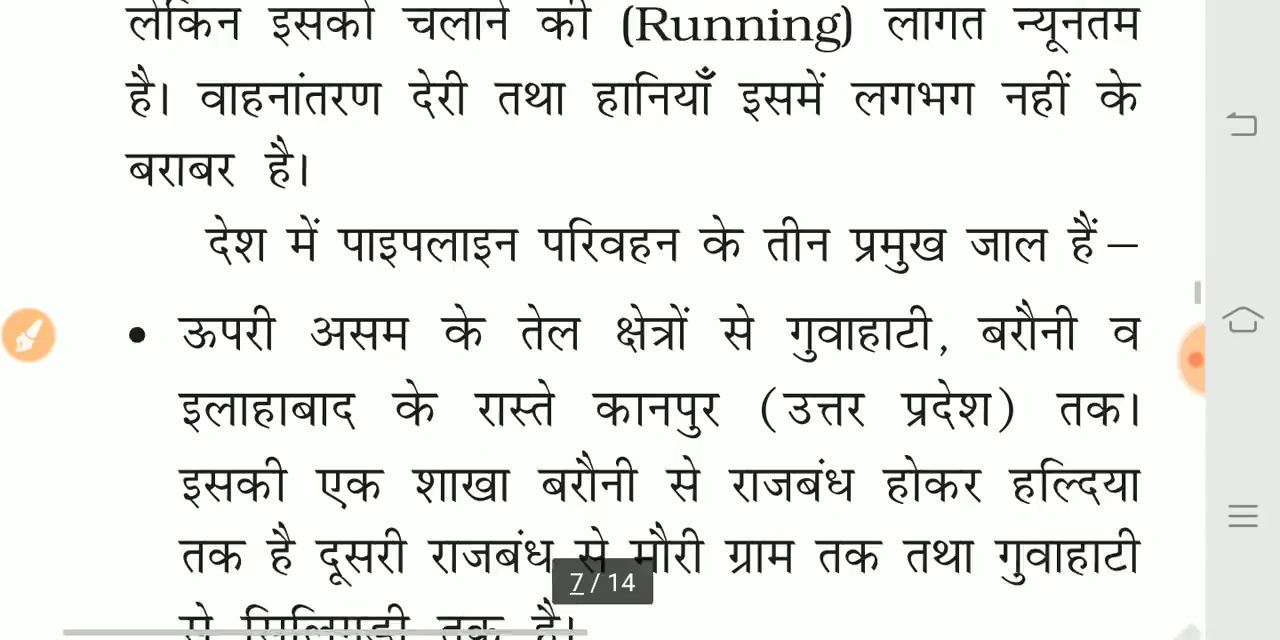 लेकिन इसको चलाने की (Running) लागत न्यूनतम
है। वाहनांतरण देरी तथा हानियाँ इसमें लगभग नहीं के
बराबर है।
देश में पाइपलाइन परिवहन के तीन प्रमुख जाल हैं–
• ऊपरी असम के तेल क्षेत्रों से गुवाहाटी, बरौनी व
इलाहाबाद के रास्ते कानपुर (उत्तर प्रदेश) तक।
इसकी एक शाखा बरौनी से राजबंध होकर हल्दिया
तक है दूसरी राजबंध से मौरी ग्राम तक तथा गुवाहाटी
से सिलिगुड़ी तक है।
7 / 14